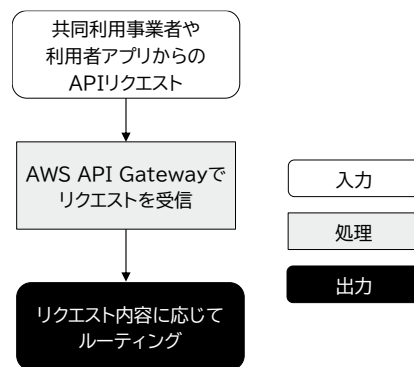 共同利用事業者や
利用者アプリからの
APIリクエスト
AWS API Gatewayで
リクエストを受信
リクエスト内容に応じて
ルーティング
入力
処理
出力